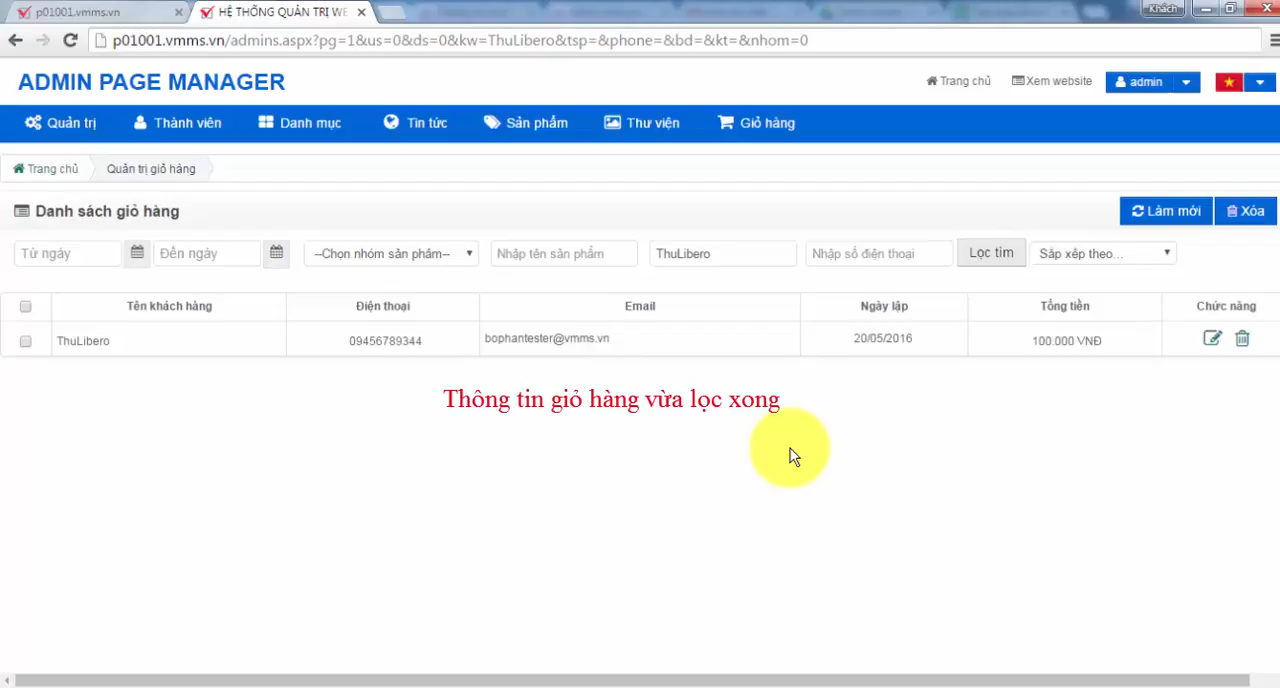 p01001.vmms.vn
HỆ THỐNG QUẢN TRỊ WE
Khách
p01001.vmms.vn/admins.aspx?pg=1&us=0&ds=0&kw=ThuLibero&tsp=&phone=&bd=&kt=&nhom=0
ADMIN PAGE MANAGER
Trang chủ
Xem website
admin
Quản trị
Thành viên
Danh mục
Tin tức
Sản phẩm
Thư viện
Giỏ hàng
Trang chủ
Quản trị giỏ hàng
Danh sách giỏ hàng
Làm mới
Xóa
Từ ngày
Đến ngày
--Chọn nhóm sản phẩm--
Nhập tên sản phẩm
ThuLibero
Nhập số điện thoại
Lọc tìm
Sắp xếp theo...
Tên khách hàng
Điện thoại
Email
Ngày lập
Tổng tiền
Chức năng
ThuLibero
09456789344
bophantester@vmms.vn
20/05/2016
100.000 VNĐ
Thông tin giỏ hàng vừa lọc xong